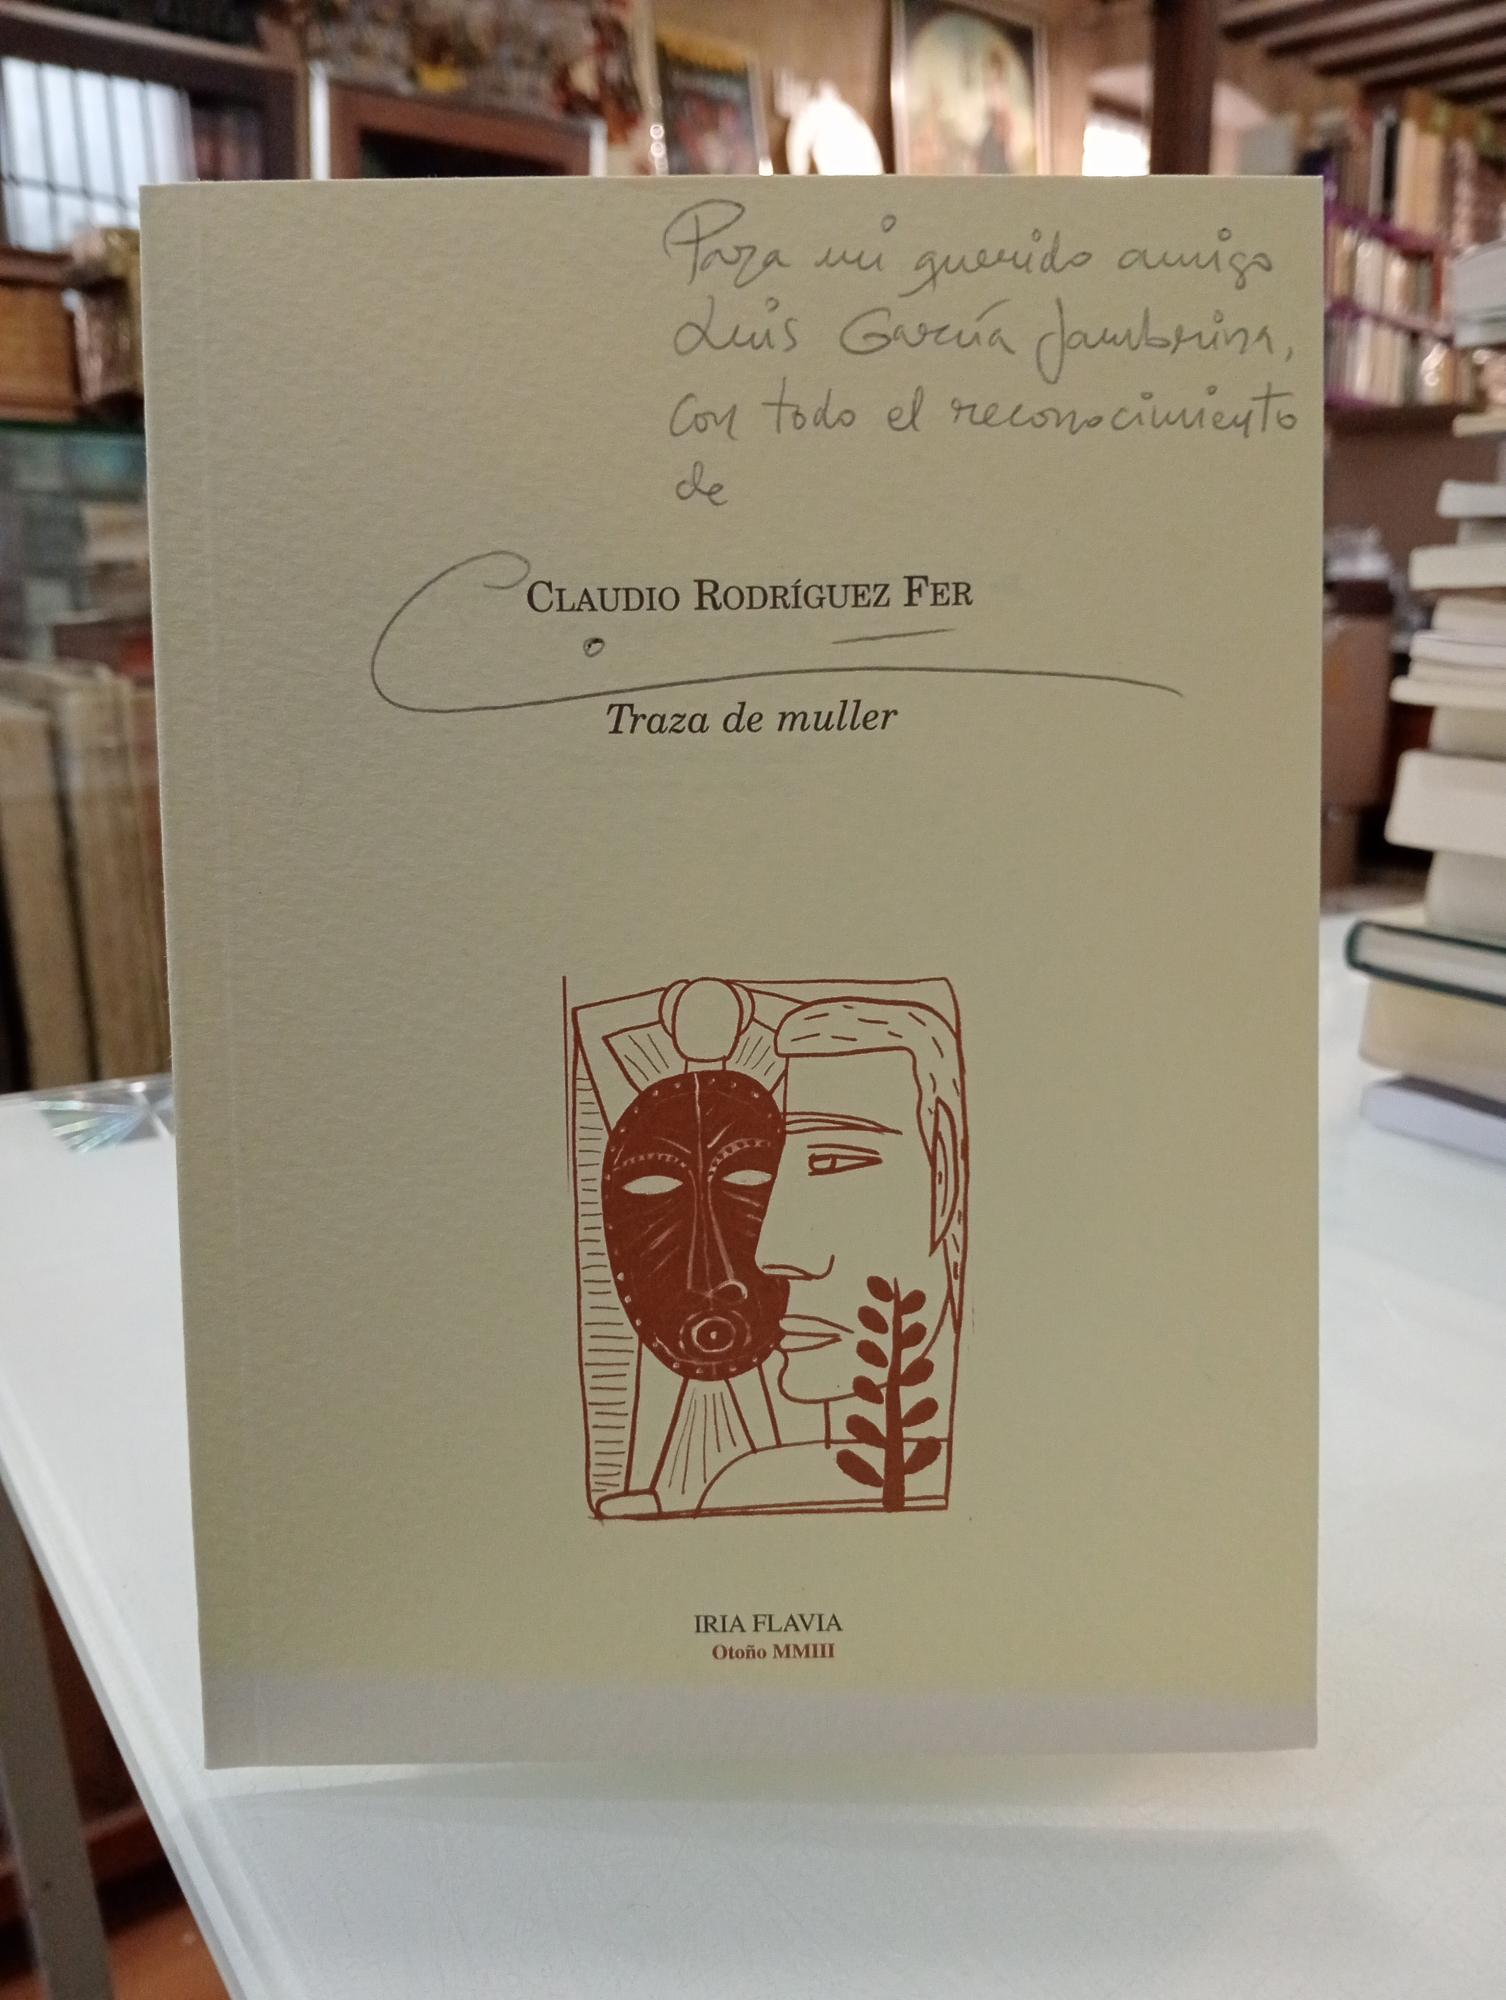 Para mi querido amigo
Luis García Jambrina,
con todo el reconocimiento
de
CLAUDIO RODRÍGUEZ FER
Traza de muller
IRIA FLAVIA
Otoño MMIII